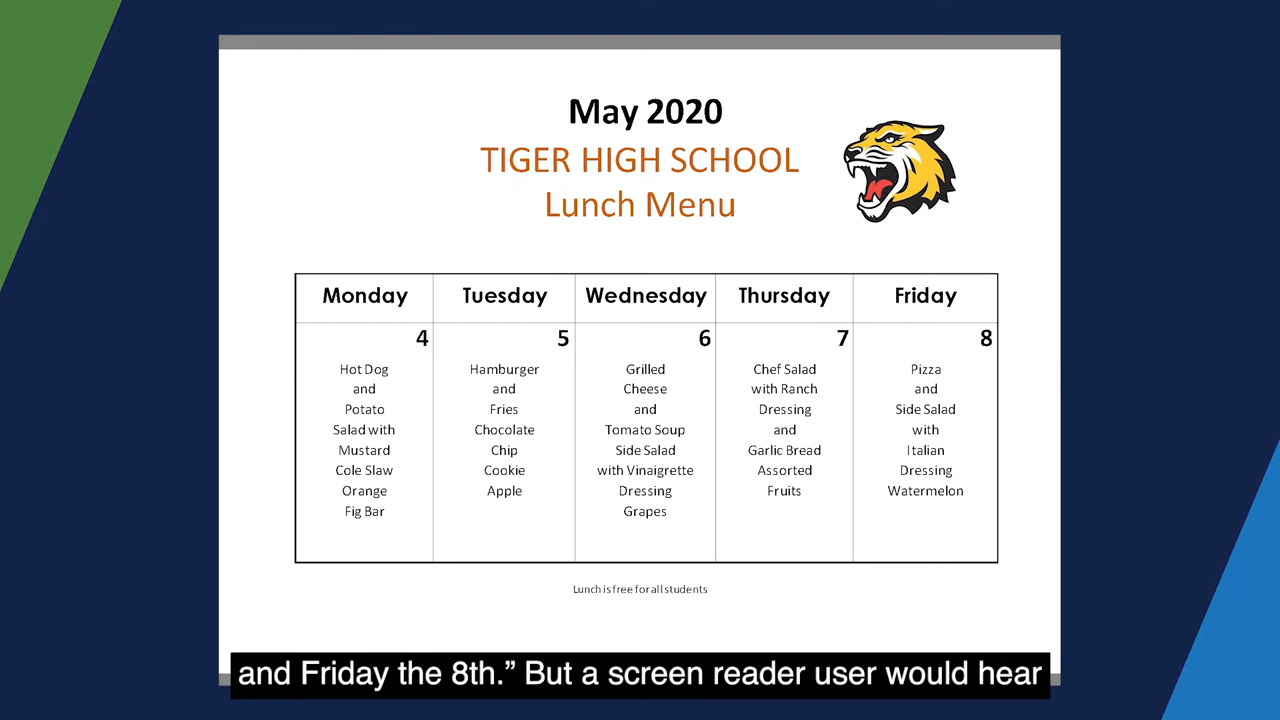 May 2020
TIGER HIGH SCHOOL
Lunch Menu
Monday Tuesday Wednesday Thursday Friday
4
Hot Dog
and
Potato
Salad with
Mustard
Cole Slaw
Orange
Fig Bar
5
Hamburger
and
Fries
Chocolate
Chip
Cookie
Apple
6
Grilled
Cheese
and
Tomato Soup
Side Salad
with Vinaigrette
Dressing
Grapes
7
Chef Salad
with Ranch
Dressing
and
Garlic Bread
Assorted
Fruits
8
Pizza
and
Side Salad
with
Italian
Dressing
Watermelon
Lunch is free for all students
and Friday the 8th.” But a screen reader user would hear